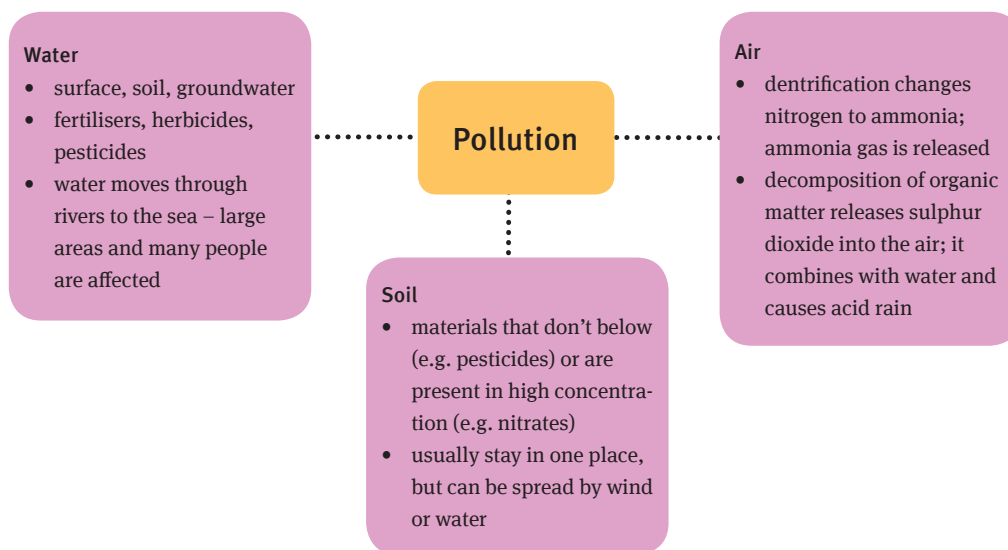 Water
• surface, soil, groundwater
• fertilisers, herbicides,
pesticides
• water moves through
rivers to the sea – large
areas and many people
are affected
Pollution
Air
• dentrification changes
nitrogen to ammonia;
ammonia gas is released
• decomposition of organic
matter releases sulphur
dioxide into the air; it
combines with water and
causes acid rain
Soil
• materials that don’t below
(e.g. pesticides) or are
present in high concentra-
tion (e.g. nitrates)
• usually stay in one place,
but can be spread by wind
or water